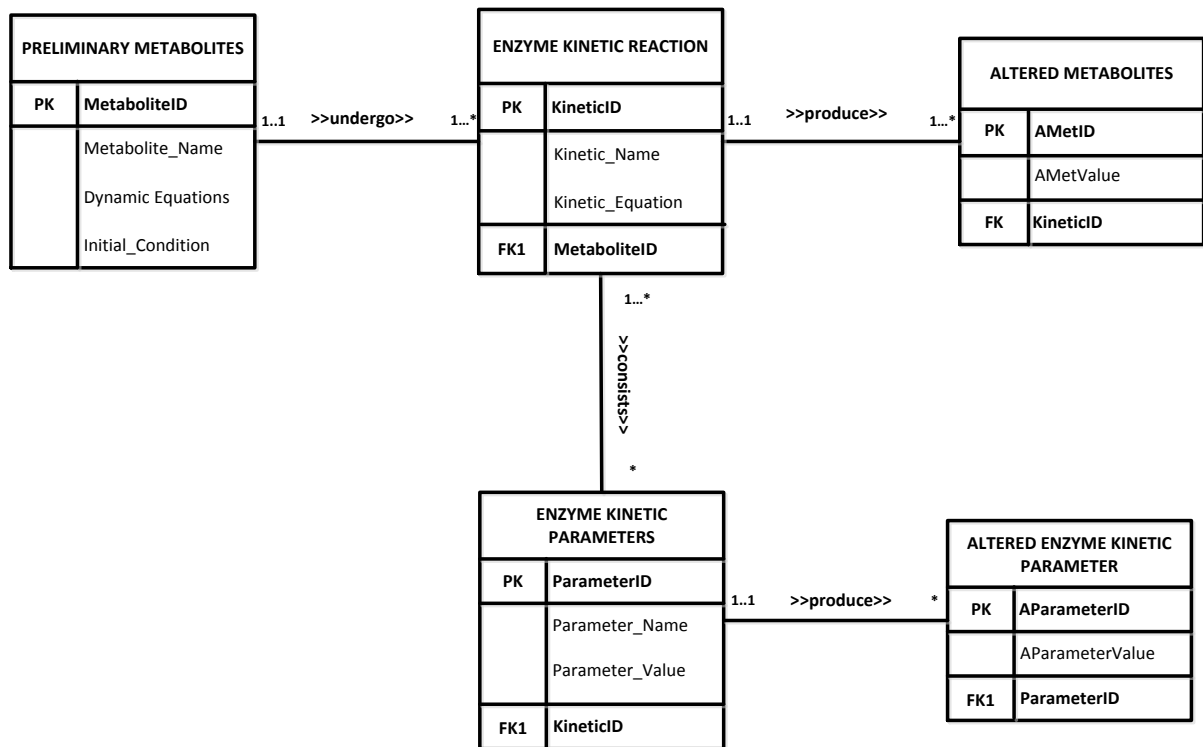 PRELIMINARY METABOLITES
PK MetaboliteID
Metabolite_Name
Dynamic Equations
Initial_Condition
1..1 >>undergo>> 1...*
ENZYME KINETIC REACTION
PK KineticID
Kinetic_Name
Kinetic_Equation
FK1 MetaboliteID
1..1 >>produce>> 1...*
ALTERED METABOLITES
PK AMetID
AMetValue
FK KineticID
1...*
>>consists>>
*
ENZYME KINETIC
PARAMETERS
PK ParameterID
Parameter_Name
Parameter_Value
FK1 KineticID
1..1 >>produce>> *
ALTERED ENZYME KINETIC
PARAMETER
PK AParameterID
AParameterValue
FK1 ParameterID